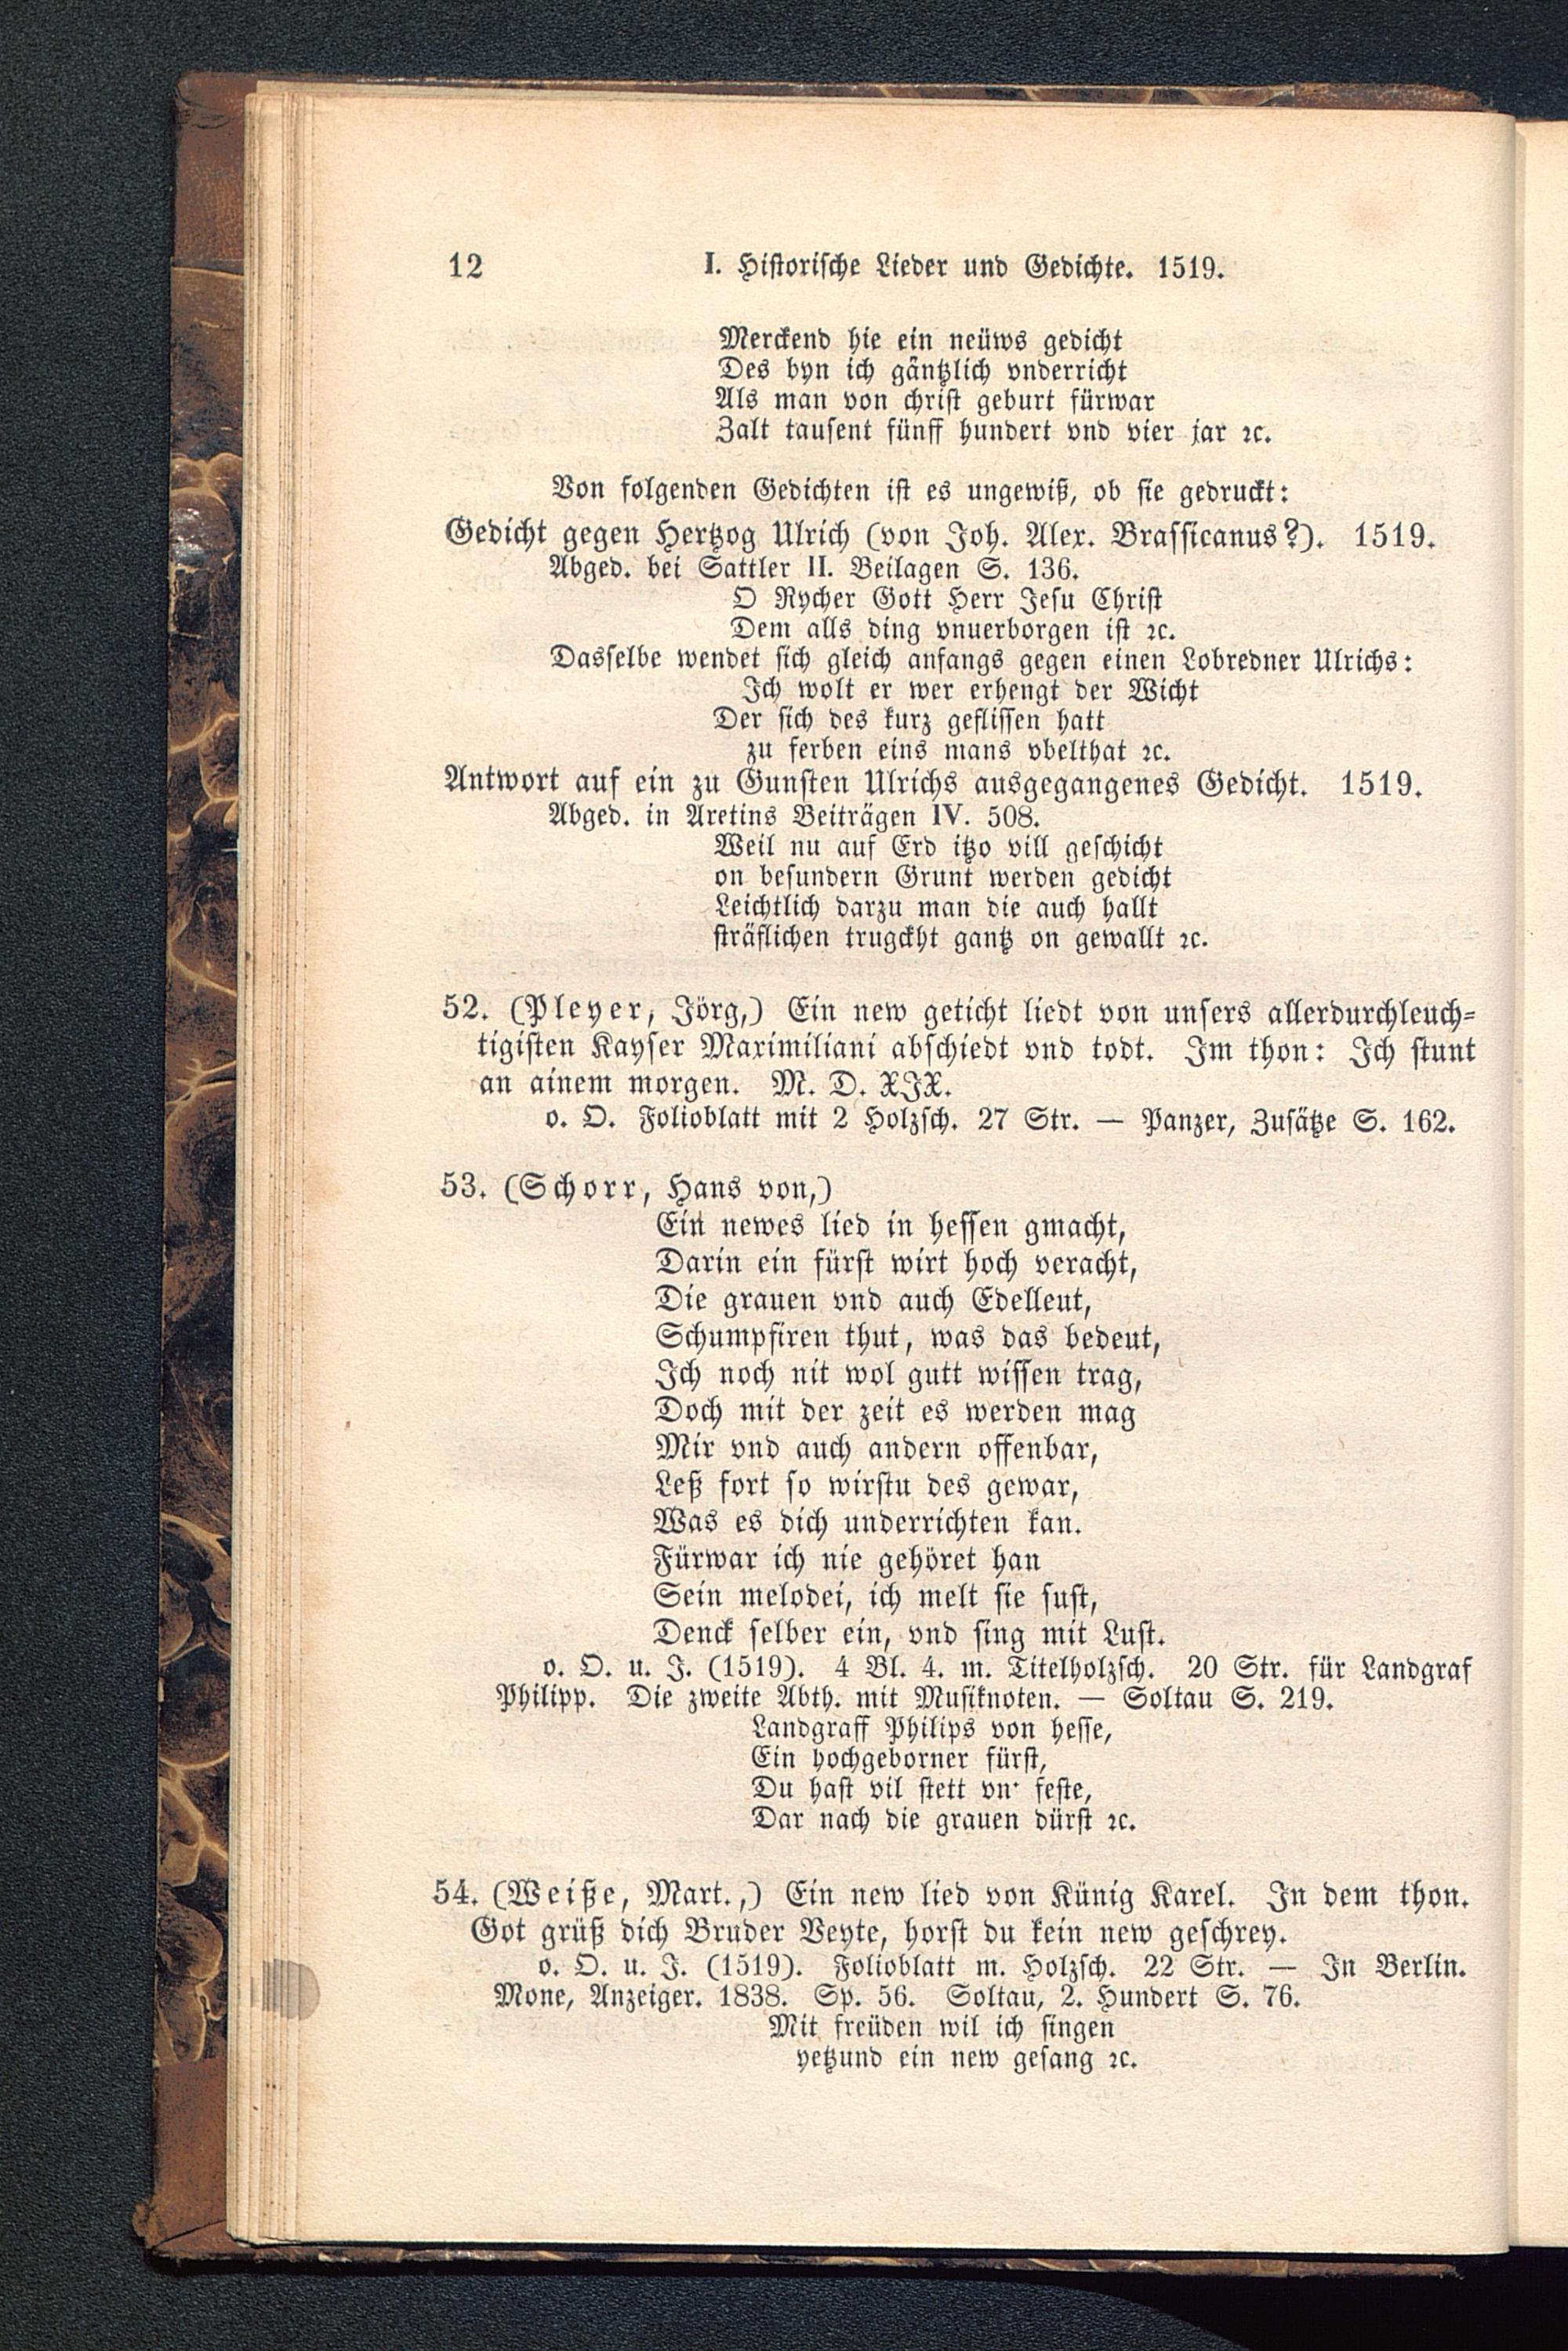 12 I. Historische Lieder und Gedichte. 1519.
Merckend hie ein neüws gedicht
Des byn ich gäntzlich vnderricht
Als man von christ geburt fürwar
Zalt tausent fünff hundert vnd vier jar ꝛc.
Von folgenden Gedichten ist es ungewiß, ob sie gedruckt:
Gedicht gegen Hertzog Ulrich (von Joh. Alex. Brassicanus?). 1519.
Abged. bei Sattler II. Beilagen S. 136.
O Rycher Gott Herr Jesu Christ
Dem alls ding vnuerborgen ist ꝛc.
Dasselbe wendet sich gleich anfangs gegen einen Lobredner Ulrichs:
Ich wolt er wer erhengt der Wicht
Der sich des kurz geflissen hatt
zu ferben eins mans vbelthat ꝛc.
Antwort auf ein zu Gunsten Ulrichs ausgegangenes Gedicht. 1519.
Abged. in Aretins Beiträgen IV. 508.
Weil nu auf Erd itzo vill geschicht
on besundern Grunt werden gedicht
Leichtlich darzu man die auch hallt
sträflichen trugckht gantz on gewallt ꝛc.
52. (Pleyer, Jörg,) Ein new geticht liedt von unsers allerdurchleuch-
tigisten Kayser Maximiliani abschiedt vnd todt. Im thon: Ich stunt
an ainem morgen. M. D. XIX.
o. O. Folioblatt mit 2 Holzsch. 27 Str. — Panzer, Zusätze S. 162.
53. (Schorr, Hans von,)
Ein newes lied in hessen gmacht,
Darin ein fürst wirt hoch veracht,
Die grauen vnd auch Edelleut,
Schumpfiren thut, was das bedeut,
Ich noch nit wol gutt wissen trag,
Doch mit der zeit es werden mag
Mir vnd auch andern offenbar,
Leß fort so wirstu des gewar,
Was es dich underrichten kan.
Fürwar ich nie gehöret han
Sein melodei, ich melt sie sust,
Denck selber ein, vnd sing mit Lust.
o. O. u. J. (1519). 4 Bl. 4. m. Titelholzsch. 20 Str. für Landgraf
Philipp. Die zweite Abth. mit Musiknoten. — Soltau S. 219.
Landgraff Philips von hesse,
Ein hochgeborner fürst,
Du hast vil stett vn· feste,
Dar nach die grauen dürst ꝛc.
54. (Weiße, Mart.,) Ein new lied von Künig Karel. In dem thon.
Got grüß dich Bruder Veyte, horst du kein new geschrey.
o. O. u. J. (1519). Folioblatt m. Holzsch. 22 Str. — In Berlin.
Mone, Anzeiger. 1838. Sp. 56. Soltau, 2. Hundert S. 76.
Mit freüden wil ich singen
yetzund ein new gesang ꝛc.